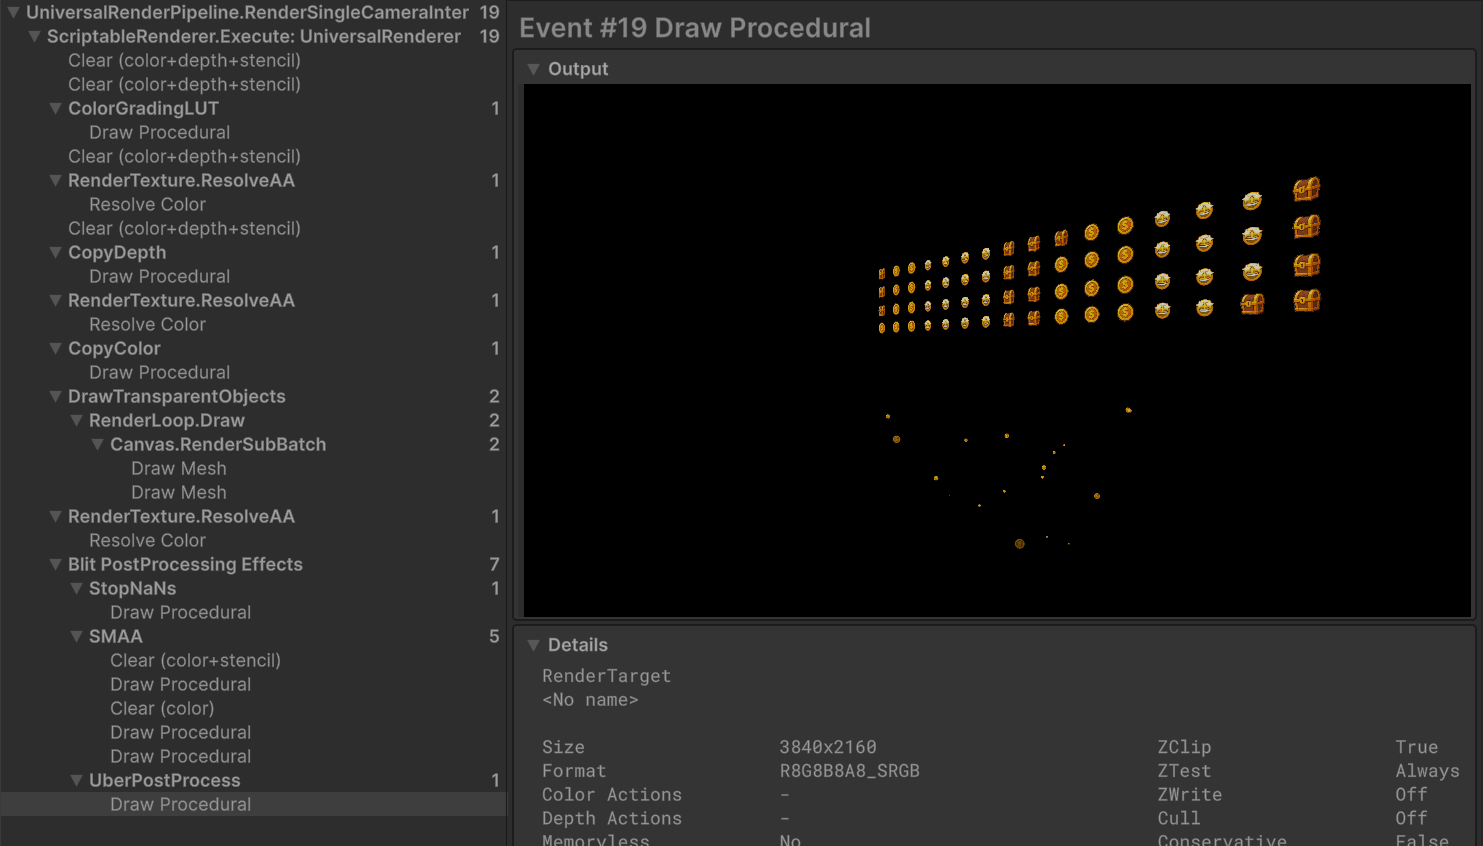 UniversalRenderPipeline.RenderSingleCameraInter 19
ScriptableRenderer.Execute: UniversalRenderer 19
Clear (color+depth+stencil)
Clear (color+depth+stencil)
ColorGradingLUT 1
Draw Procedural
Clear (color+depth+stencil)
RenderTexture.ResolveAA 1
Resolve Color
Clear (color+depth+stencil)
CopyDepth 1
Draw Procedural
RenderTexture.ResolveAA 1
Resolve Color
CopyColor 1
Draw Procedural
DrawTransparentObjects 2
RenderLoop.Draw 2
Canvas.RenderSubBatch 2
Draw Mesh
Draw Mesh
RenderTexture.ResolveAA 1
Resolve Color
Blit PostProcessing Effects 7
StopNaNs 1
Draw Procedural
SMAA 5
Clear (color+stencil)
Draw Procedural
Clear (color)
Draw Procedural
Draw Procedural
UberPostProcess 1
Draw Procedural
Event #19 Draw Procedural
Output
Details
RenderTarget
<No name>
Size 3840x2160 ZClip True
Format R8G8B8A8_SRGB ZTest Always
Color Actions - ZWrite Off
Depth Actions - Cull Off
Memoryless No Conservative False